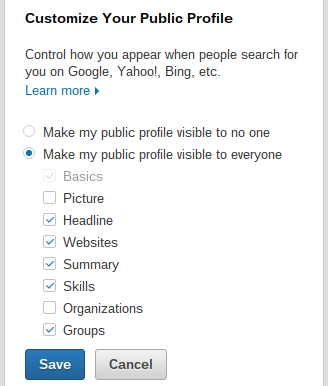 Customize Your Public Profile
Control how you appear when people search for
you on Google, Yahoo!, Bing, etc.
Learn more
Make my public profile visible to no one
Make my public profile visible to everyone
Basics
Picture
Headline
Websites
Summary
Skills
Organizations
Groups
Save Cancel